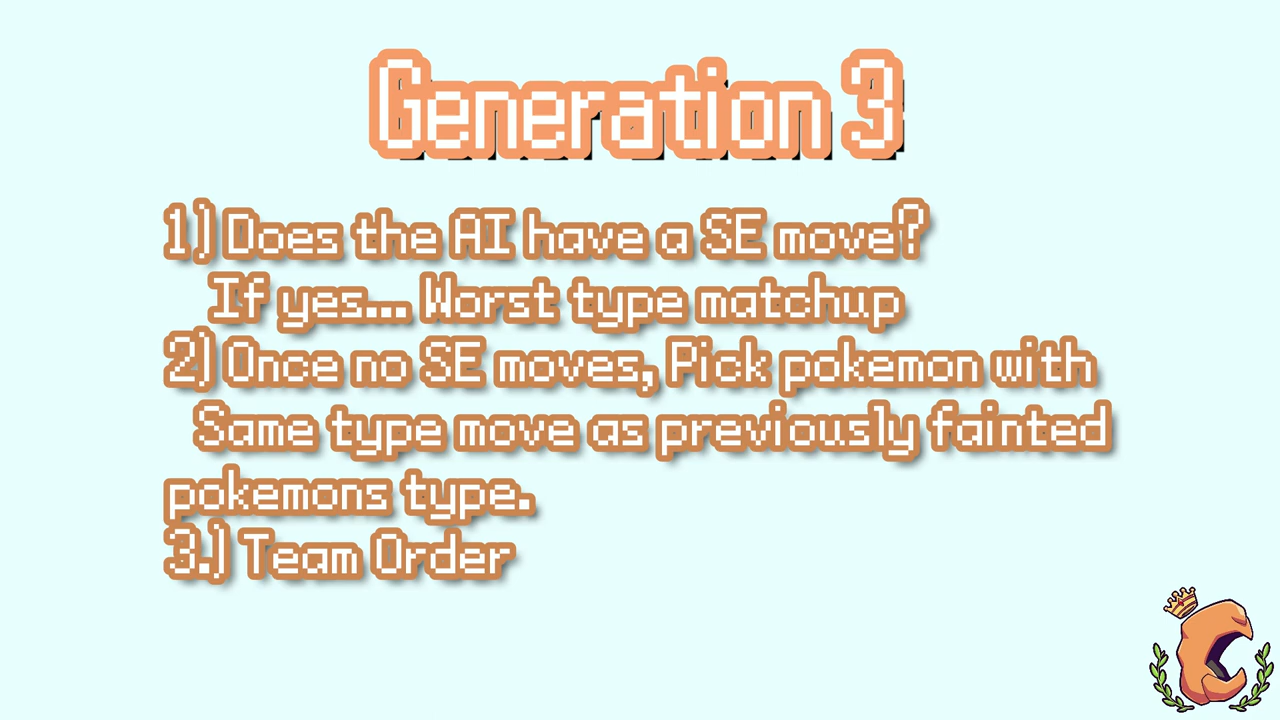 Generation 3
1) Does the AI have a SE move?
If yes... Worst type matchup
2) Once no SE moves, Pick pokemon with
Same type move as previously fainted
pokemons type.
3.) Team Order